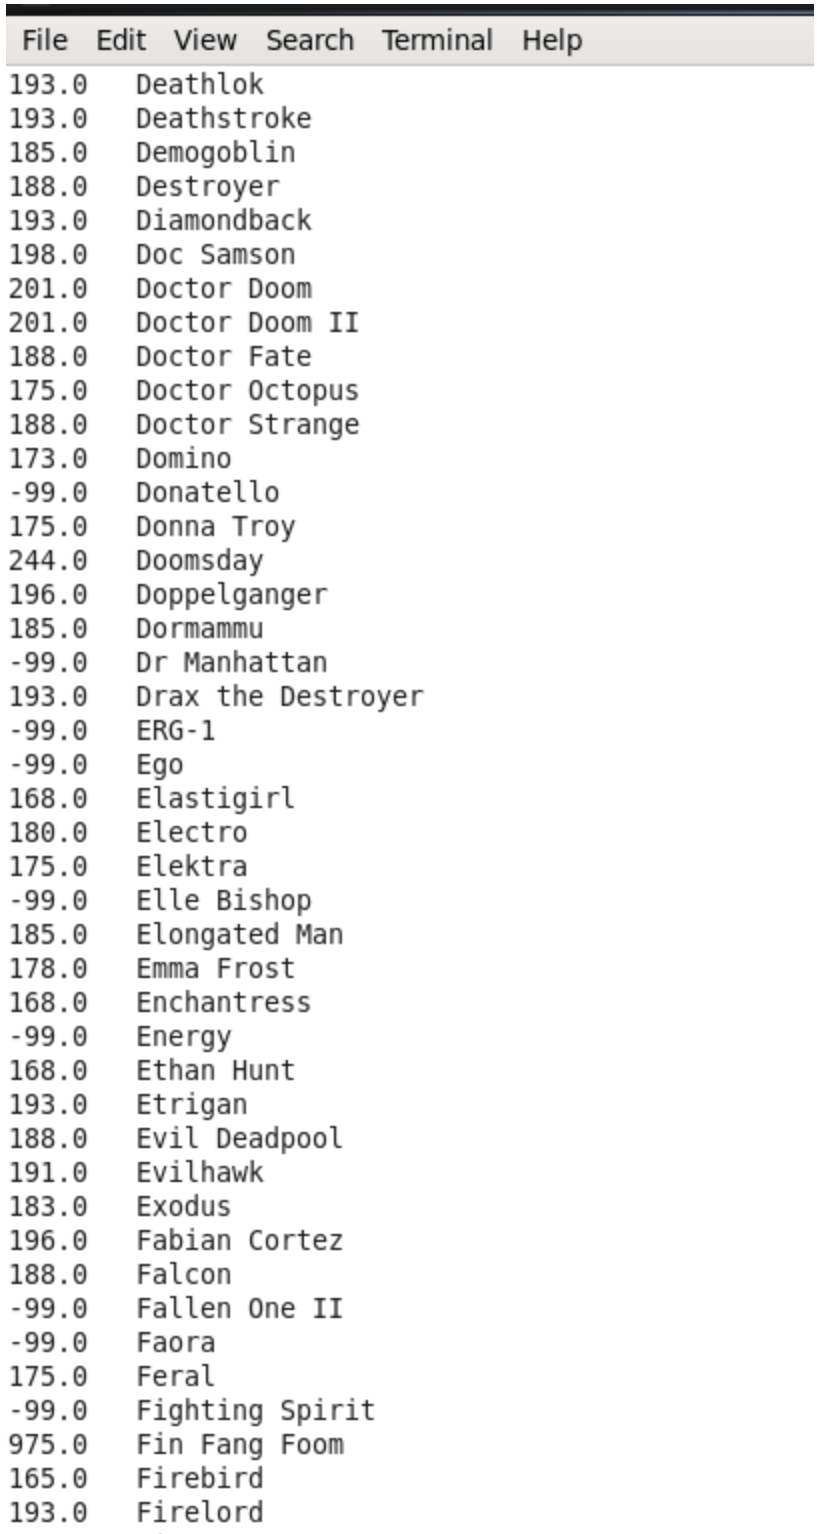 File Edit View Search Terminal Help
193.0 Deathlok
193.0 Deathstroke
185.0 Demogoblin
188.0 Destroyer
193.0 Diamondback
198.0 Doc Samson
201.0 Doctor Doom
201.0 Doctor Doom II
188.0 Doctor Fate
175.0 Doctor Octopus
188.0 Doctor Strange
173.0 Domino
-99.0 Donatello
175.0 Donna Troy
244.0 Doomsday
196.0 Doppelganger
185.0 Dormammu
-99.0 Dr Manhattan
193.0 Drax the Destroyer
-99.0 ERG-1
-99.0 Ego
168.0 Elastigirl
180.0 Electro
175.0 Elektra
-99.0 Elle Bishop
185.0 Elongated Man
178.0 Emma Frost
168.0 Enchantress
-99.0 Energy
168.0 Ethan Hunt
193.0 Etrigan
188.0 Evil Deadpool
191.0 Evilhawk
183.0 Exodus
196.0 Fabian Cortez
188.0 Falcon
-99.0 Fallen One II
-99.0 Faora
175.0 Feral
-99.0 Fighting Spirit
975.0 Fin Fang Foom
165.0 Firebird
193.0 Firelord